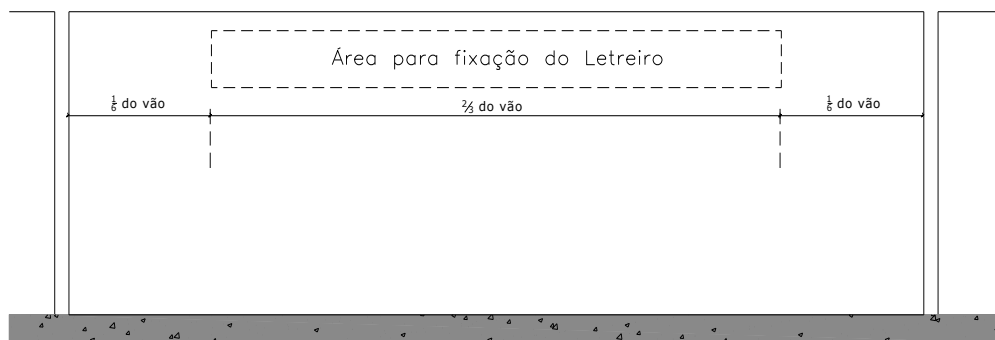 Área para fixação do Letreiro
⅙ do vão ⅔ do vão ⅙ do vão